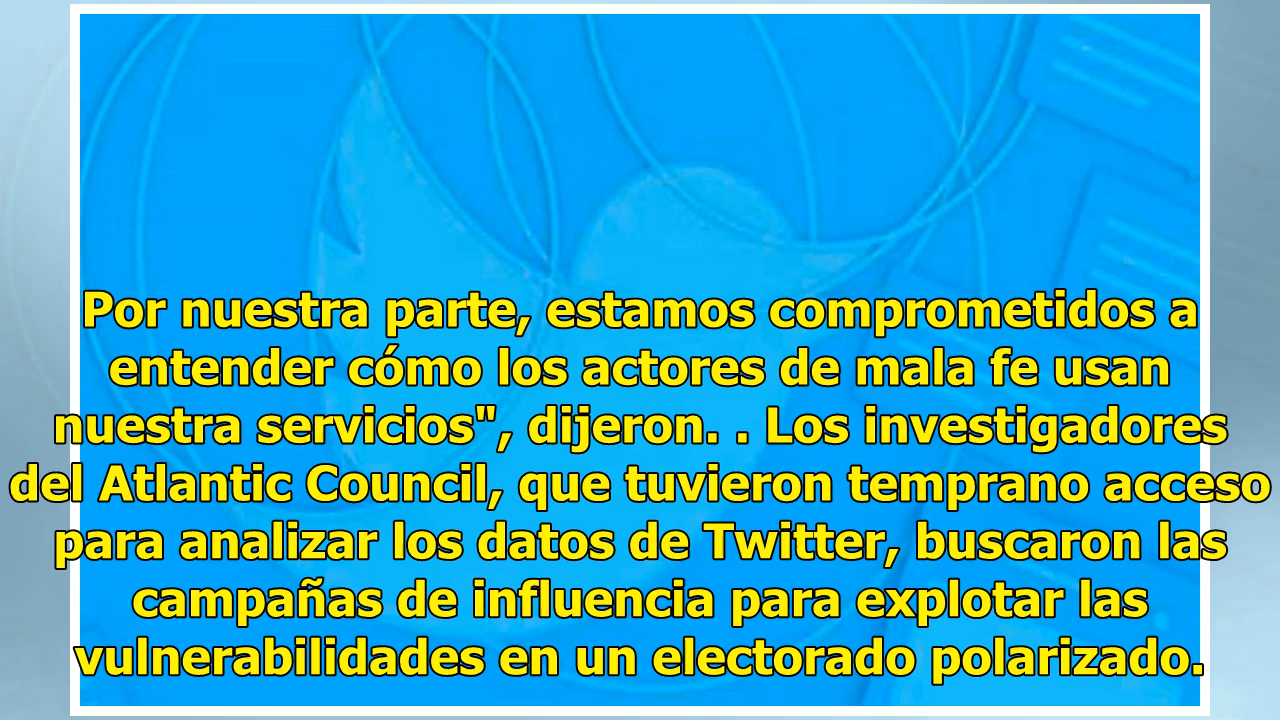 Por nuestra parte, estamos comprometidos a
entender cómo los actores de mala fe usan
nuestra servicios", dijeron. . Los investigadores
del Atlantic Council, que tuvieron temprano acceso
para analizar los datos de Twitter, buscaron las
campañas de influencia para explotar las
vulnerabilidades en un electorado polarizado.